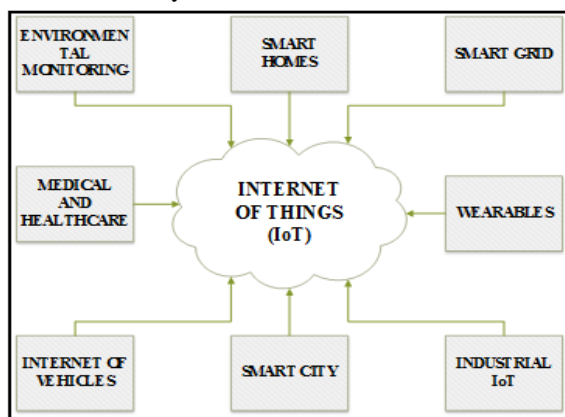 ENVIRONMEN
TAL
MONITORING
SMART
HOMES
SMART GRID
MEDICAL
AND
HEALTHCARE
INTERNET
OF THINGS
(IoT)
WEARABLES
INTERNET OF
VEHICLES
SMART CITY
INDUSTRIAL
IoT